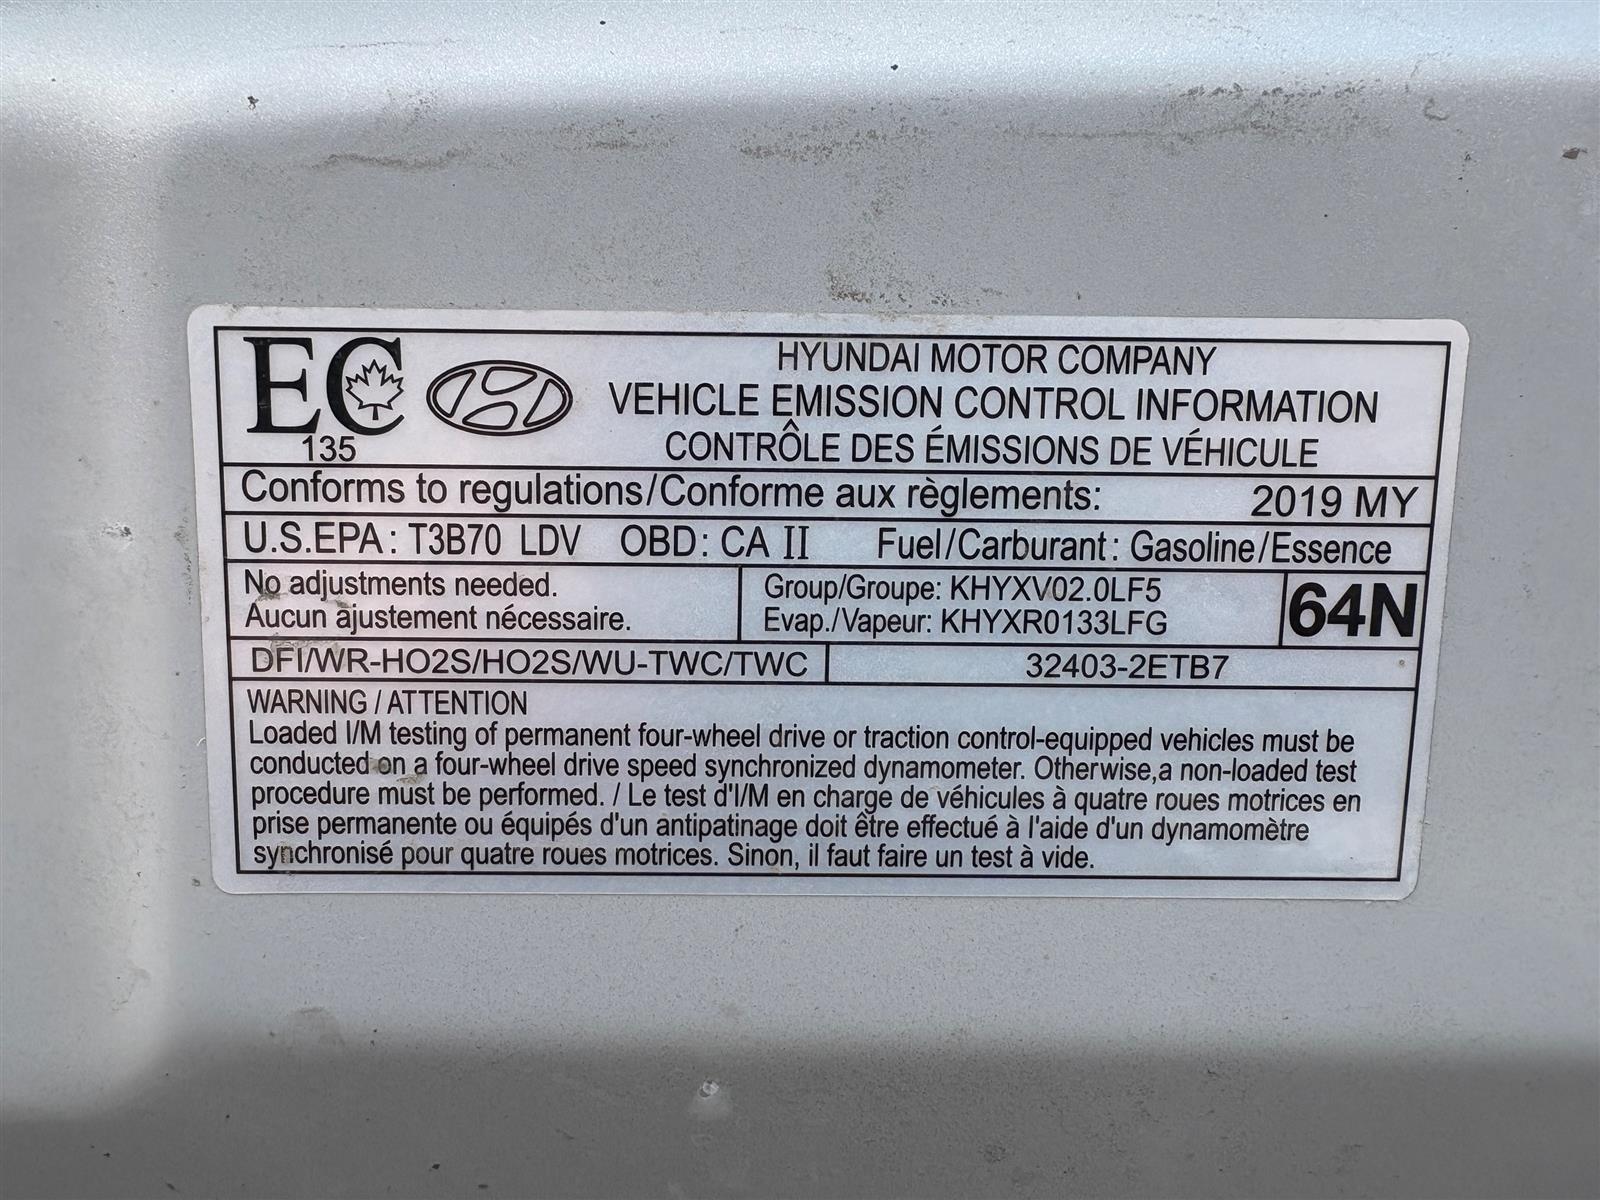 EC
135
HYUNDAI MOTOR COMPANY
VEHICLE EMISSION CONTROL INFORMATION
CONTRÔLE DES ÉMISSIONS DE VÉHICULE
Conforms to regulations/Conforme aux règlements: 2019 MY
U.S.EPA: T3B70 LDV OBD: CA II Fuel/Carburant: Gasoline/Essence
No adjustments needed.
Aucun ajustement nécessaire.
Group/Groupe: KHYXV02.0LF5
Evap./Vapeur: KHYXR0133LFG
64N
DFI/WR-HO2S/HO2S/WU-TWC/TWC 32403-2ETB7
WARNING / ATTENTION
Loaded I/M testing of permanent four-wheel drive or traction control-equipped vehicles must be
conducted on a four-wheel drive speed synchronized dynamometer. Otherwise,a non-loaded test
procedure must be performed. / Le test d'I/M en charge de véhicules à quatre roues motrices en
prise permanente ou équipés d'un antipatinage doit être effectué à l'aide d'un dynamomètre
synchronisé pour quatre roues motrices. Sinon, il faut faire un test à vide.